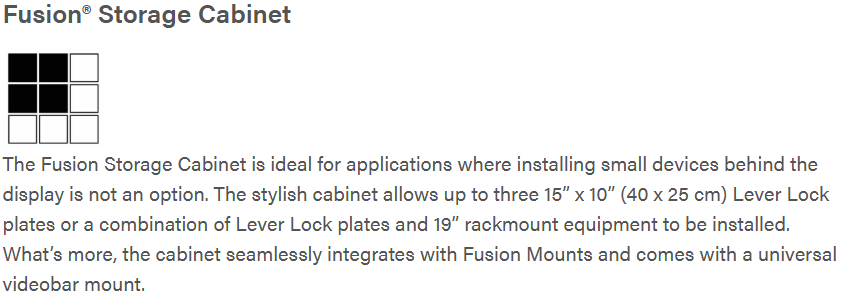 Fusion® Storage Cabinet
The Fusion Storage Cabinet is ideal for applications where installing small devices behind the
display is not an option. The stylish cabinet allows up to three 15” x 10” (40 x 25 cm) Lever Lock
plates or a combination of Lever Lock plates and 19” rackmount equipment to be installed.
What’s more, the cabinet seamlessly integrates with Fusion Mounts and comes with a universal
videobar mount.